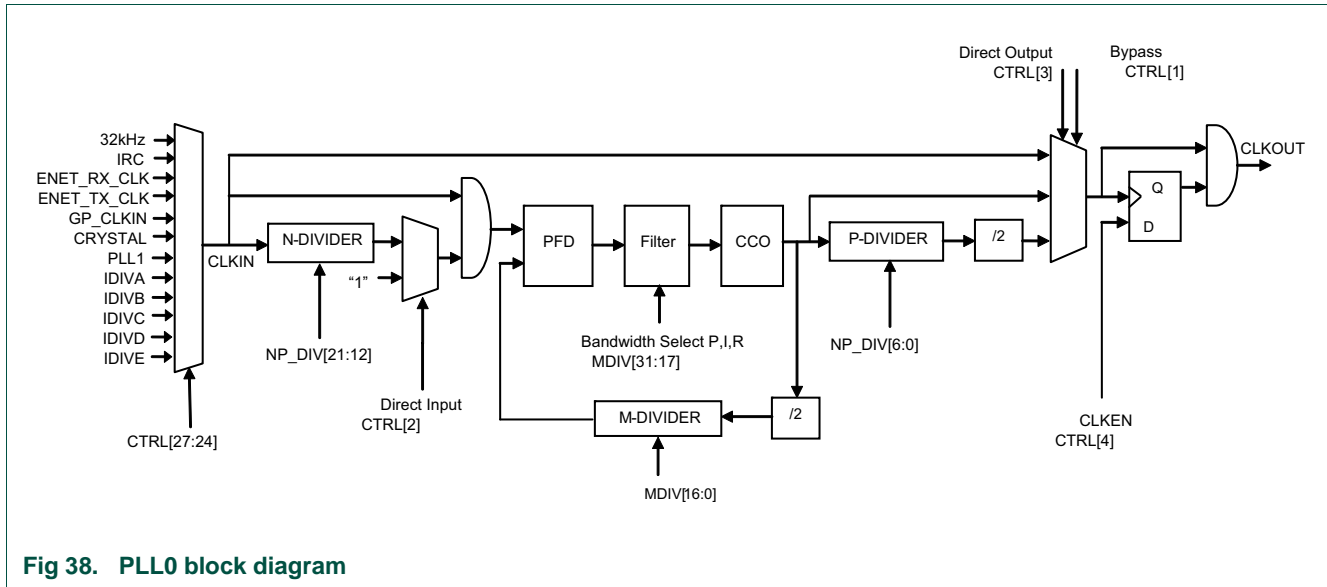 Direct Output
CTRL[3]
Bypass
CTRL[1]
32kHz
IRC
ENET_RX_CLK
ENET_TX_CLK
GP_CLKIN
CRYSTAL
PLL1
IDIVA
IDIVB
IDIVC
IDIVD
IDIVE
CTRL[27:24]
CLKIN
N-DIVIDER
NP_DIV[21:12]
“1”
Direct Input
CTRL[2]
PFD
Filter
CCO
Bandwidth Select P,I,R
MDIV[31:17]
P-DIVIDER
/2
NP_DIV[6:0]
M-DIVIDER
/2
MDIV[16:0]
Q
D
CLKOUT
CLKEN
CTRL[4]
Fig 38. PLL0 block diagram